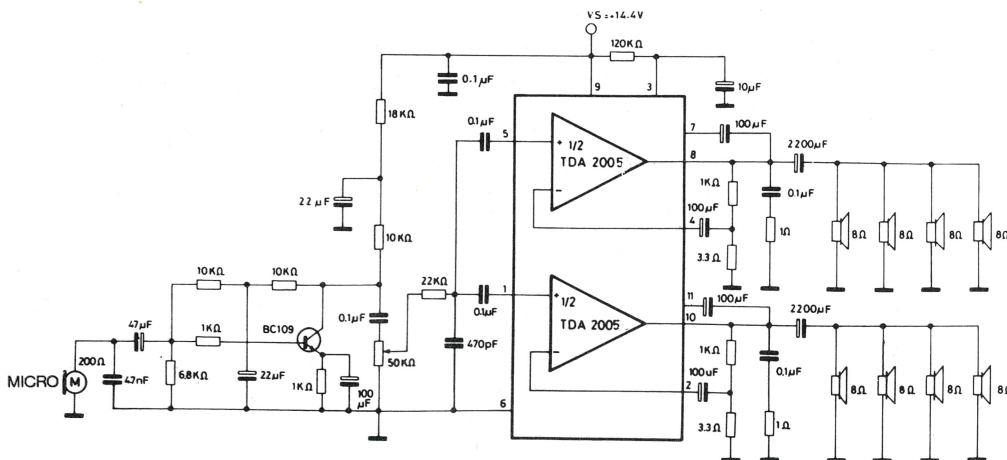 VS=+14.4V
120KΩ
0.1µF
9
3
10µF
18KΩ
0.1µF
5
7
100µF
+
1/2
TDA 2005
8
2200µF
22µF
1KΩ
0.1µF
-
100µF
4
10KΩ
1Ω
8Ω
8Ω
8Ω
8Ω
3.3Ω
10KΩ
10KΩ
22KΩ
1
0.1µF
+
1/2
TDA 2005
11
100µF
10
2200µF
47µF
1KΩ
BC109
0.1µF
470pF
1KΩ
0.1µF
200Ω
MICRO
M
47nF
6.8KΩ
22µF
1KΩ
100
µF
50KΩ
-
100uF
2
8Ω
8Ω
8Ω
8Ω
6
3.3Ω
1Ω